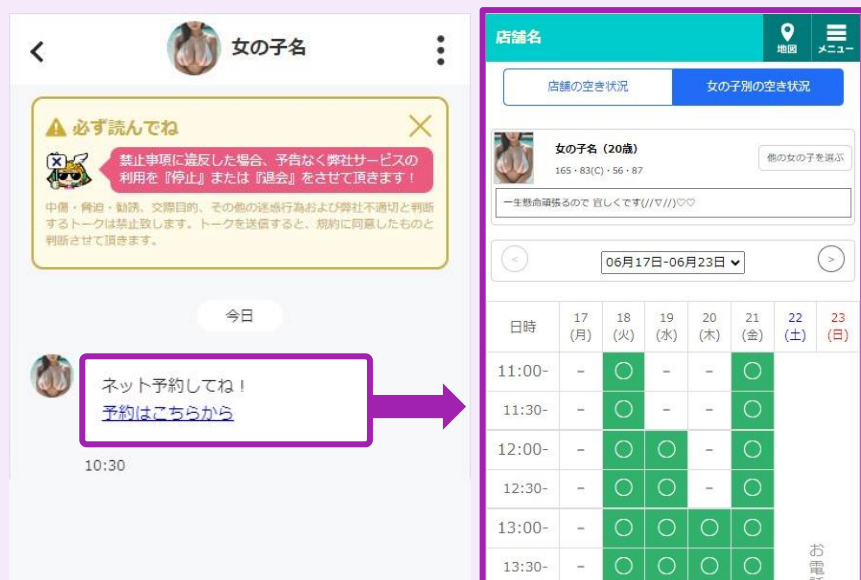 女の子名
必ず読んでね
禁止事項に違反した場合、予告なく弊社サービスの
利用を『停止』または『退会』をさせて頂きます！
中傷・脅迫・勧誘、交際目的、その他の迷惑行為および弊社不適切と判断
するトークは禁止致します。トークを送信すると、規約に同意したものと
判断させて頂きます。
今日
ネット予約してね！
予約はこちらから
10:30
店舗名
地図
メニュー
店舗の空き状況
女の子別の空き状況
女の子名（20歳）
165・83(C)・56・87
他の女の子を選ぶ
一生懸命頑張るので 宜しくです(//▽//)♡♡
< 06月17日-06月23日 >
日時 17 18 19 20 21 22 23
(月) (火) (水) (木) (金) (土) (日)
11:00- - ○ - - ○
11:30- - ○ - - ○
12:00- - ○ ○ - ○
12:30- - ○ ○ - ○
13:00- - ○ ○ ○ ○
13:30- - ○ ○ ○ ○
お電